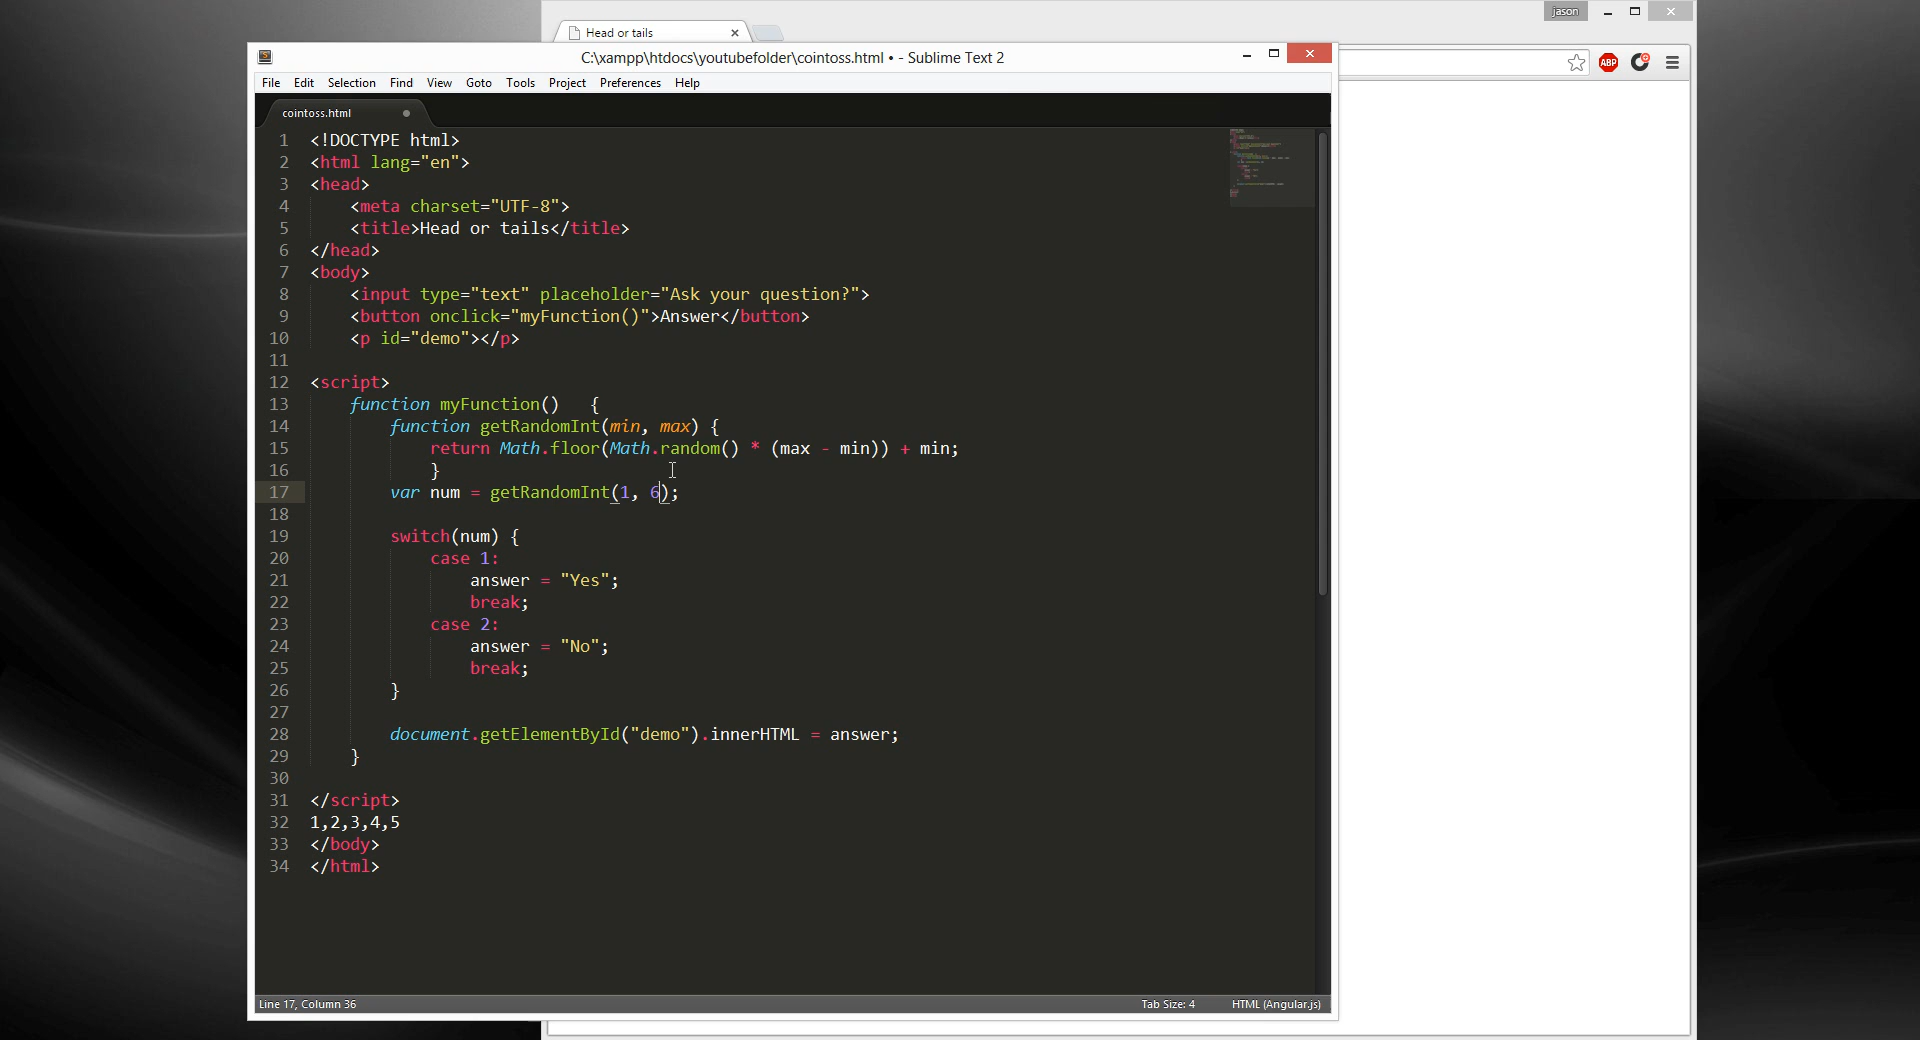 jason
Head or tails
C:\xampp\htdocs\youtubefolder\cointoss.html • - Sublime Text 2
ABP
File Edit Selection Find View Goto Tools Project Preferences Help
cointoss.html
1 <!DOCTYPE html>
2 <html lang="en">
3 <head>
4 <meta charset="UTF-8">
5 <title>Head or tails</title>
6 </head>
7 <body>
8 <input type="text" placeholder="Ask your question?">
9 <button onclick="myFunction()">Answer</button>
10 <p id="demo"></p>
11
12 <script>
13 function myFunction() {
14 function getRandomInt(min, max) {
15 return Math.floor(Math.random() * (max - min)) + min;
16 }
17 var num = getRandomInt(1, 6);
18
19 switch(num) {
20 case 1:
21 answer = "Yes";
22 break;
23 case 2:
24 answer = "No";
25 break;
26 }
27
28 document.getElementById("demo").innerHTML = answer;
29 }
30
31 </script>
32 1,2,3,4,5
33 </body>
34 </html>
Line 17, Column 36 Tab Size: 4 HTML (Angular.js)